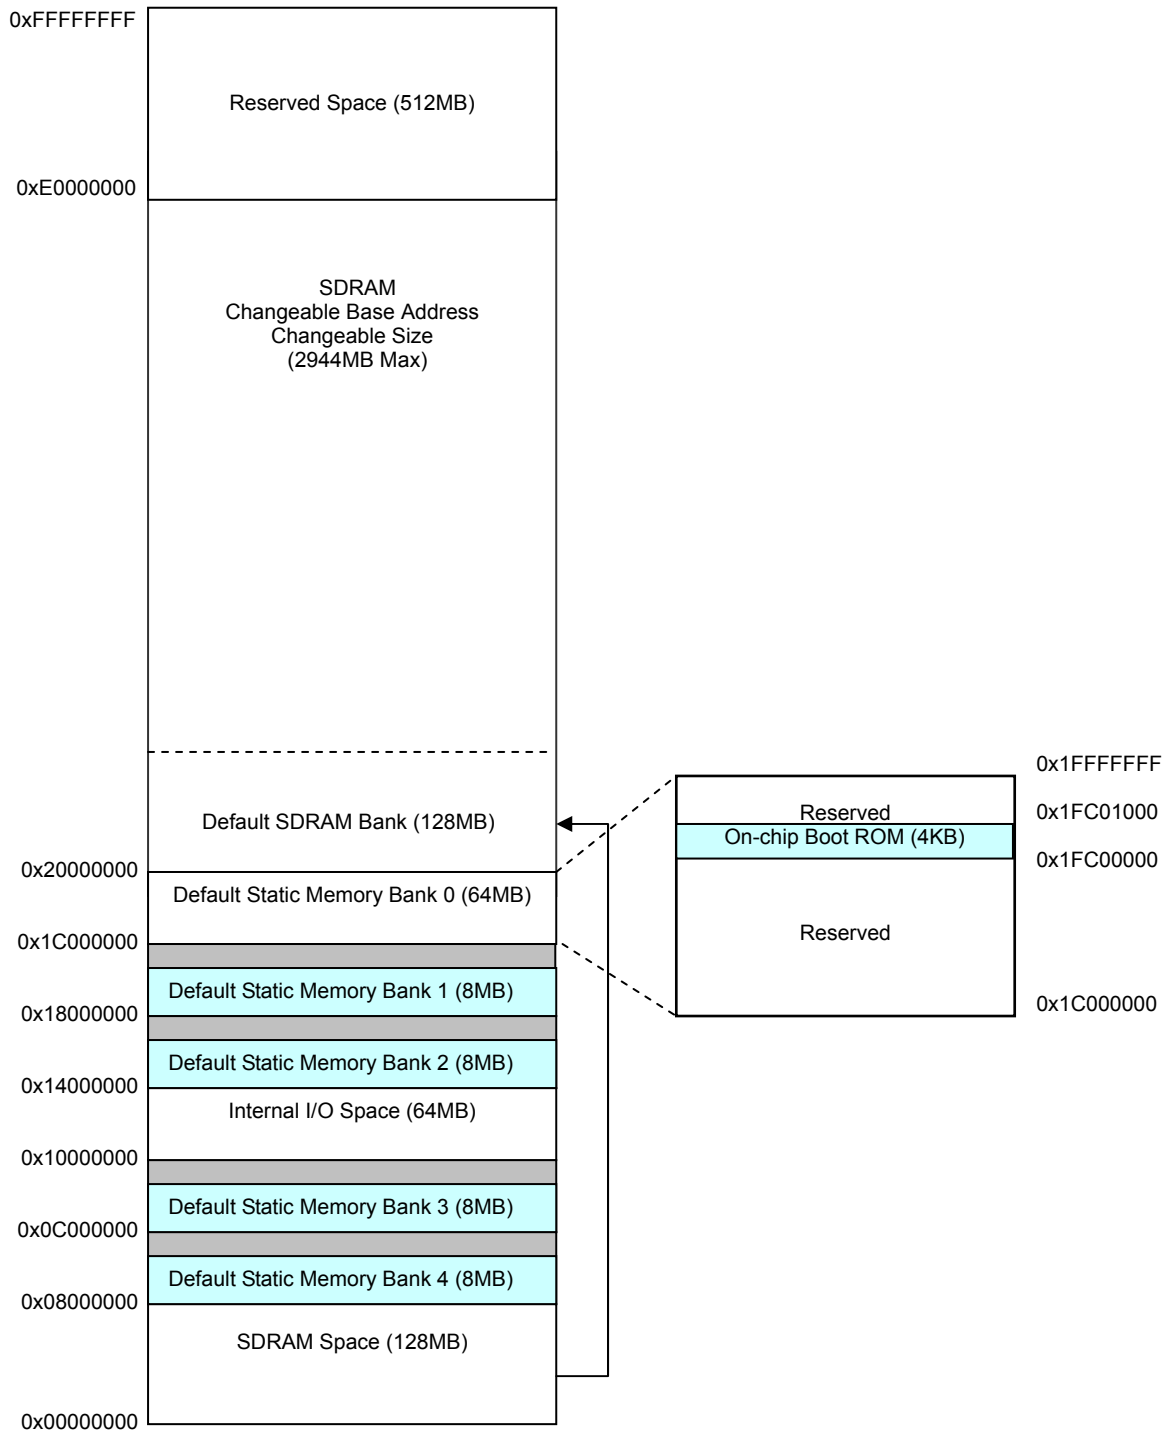 0xFFFFFFFF
Reserved Space (512MB)
0xE0000000
SDRAM
Changeable Base Address
Changeable Size
(2944MB Max)
Default SDRAM Bank (128MB)
0x20000000
Default Static Memory Bank 0 (64MB)
0x1C000000
Default Static Memory Bank 1 (8MB)
0x18000000
Default Static Memory Bank 2 (8MB)
0x14000000
Internal I/O Space (64MB)
0x10000000
Default Static Memory Bank 3 (8MB)
0x0C000000
Default Static Memory Bank 4 (8MB)
0x08000000
SDRAM Space (128MB)
0x00000000
0x1FFFFFFF
Reserved
0x1FC01000
On-chip Boot ROM (4KB)
0x1FC00000
Reserved
0x1C000000